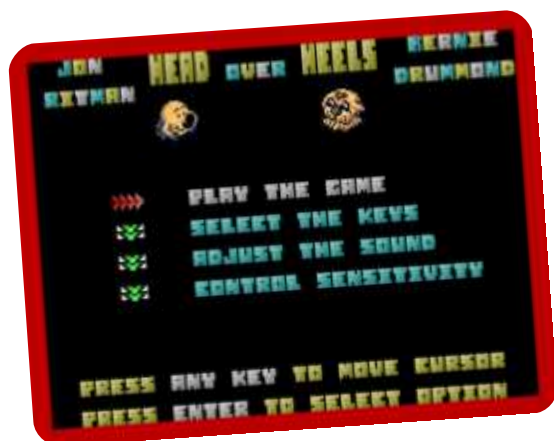 JON HEAD OVER HEELS BERNIE
RITMAN DRUMMOND
PLAY THE GAME
SELECT THE KEYS
ADJUST THE SOUND
CONTROL SENSITIVITY
PRESS ANY KEY TO MOVE CURSOR
PRESS ENTER TO SELECT OPTION